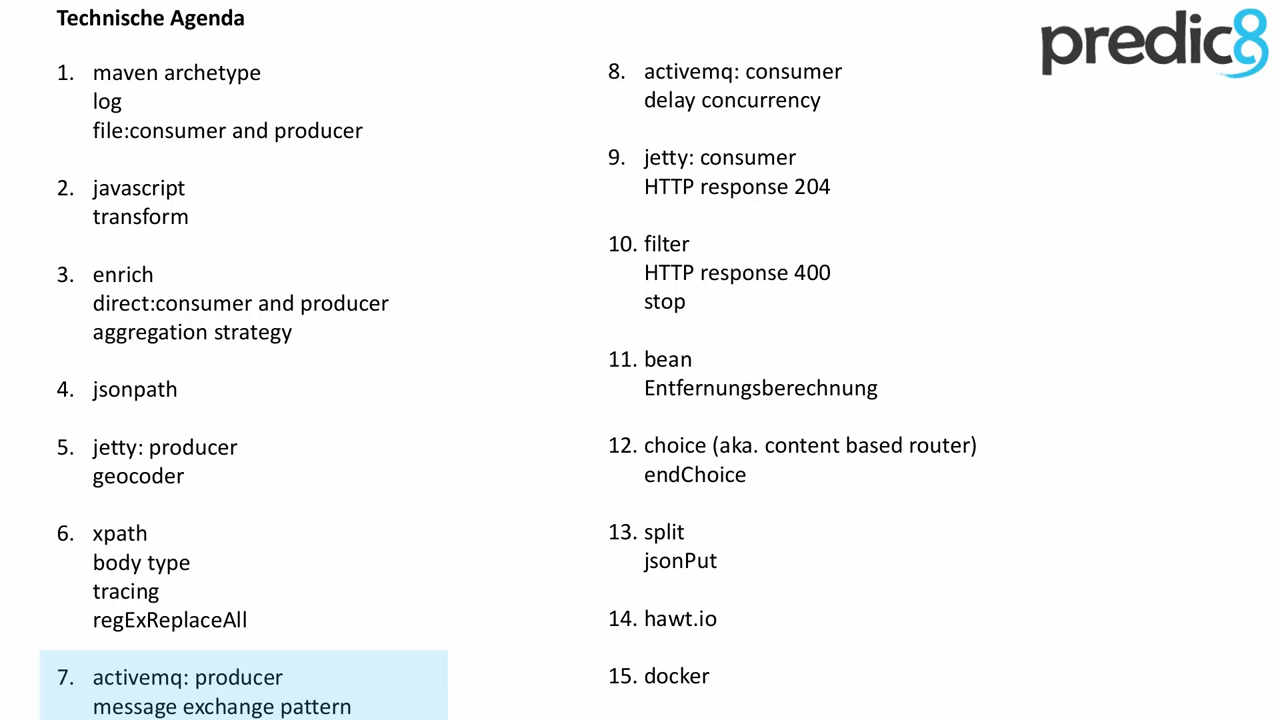 Technische Agenda
predic8
1. maven archetype
log
file:consumer and producer
2. javascript
transform
3. enrich
direct:consumer and producer
aggregation strategy
4. jsonpath
5. jetty: producer
geocoder
6. xpath
body type
tracing
regExReplaceAll
7. activemq: producer
message exchange pattern
8. activemq: consumer
delay concurrency
9. jetty: consumer
HTTP response 204
10. filter
HTTP response 400
stop
11. bean
Entfernungsberechnung
12. choice (aka. content based router)
endChoice
13. split
jsonPut
14. hawt.io
15. docker